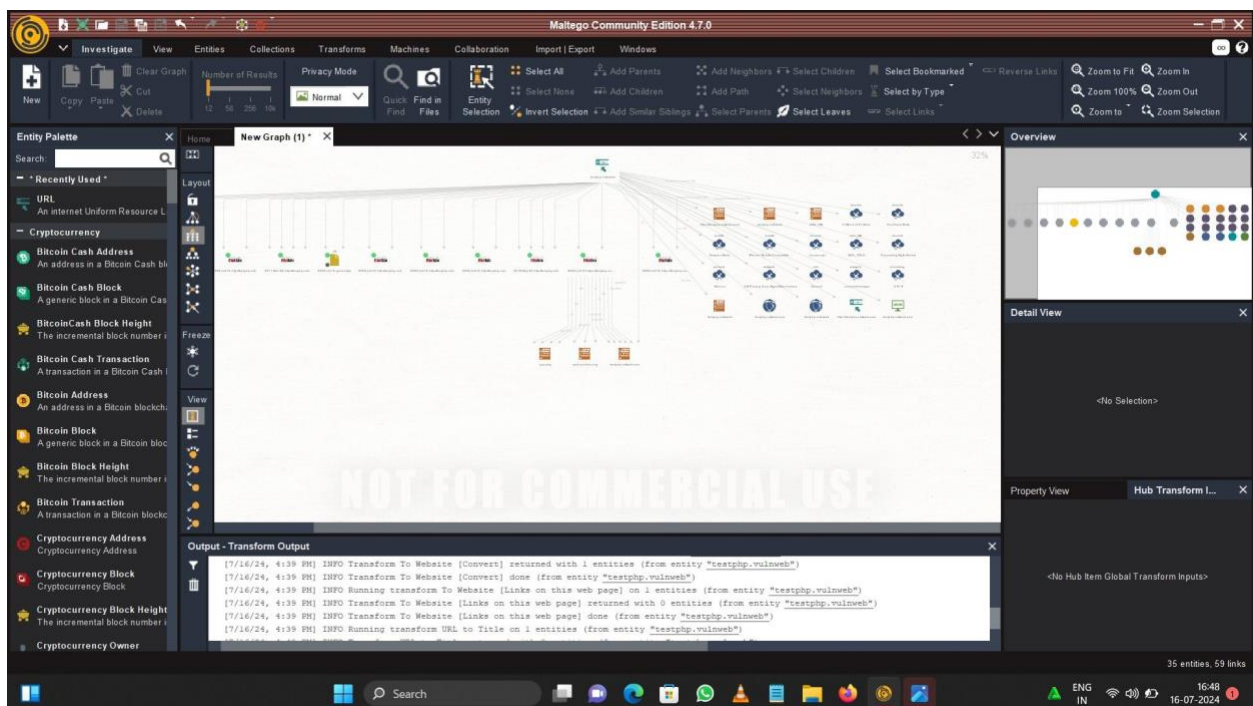 Maltego Community Edition 4.7.0
Investigate View Entities Collections Transforms Machines Collaboration Import | Export Windows
New
Copy Paste
Clear Graph
Cut
Delete
Number of Results
12 50 256 10k
Privacy Mode
Normal
Quick Find
Find in Files
Entity Selection
Select All
Select None
Invert Selection
Add Parents
Add Children
Add Similar Siblings
Add Neighbors
Add Path
Select Parents
Select Children
Select Neighbors
Select Leaves
Select Bookmarked
Select by Type
Select Links
Reverse Links
Zoom to Fit
Zoom 100%
Zoom to
Zoom In
Zoom Out
Zoom Selection
Entity Palette
Search:
* Recently Used *
URL
An internet Uniform Resource L
Cryptocurrency
Bitcoin Cash Address
An address in a Bitcoin Cash bl
Bitcoin Cash Block
A generic block in a Bitcoin Cas
BitcoinCash Block Height
The incremental block number i
Bitcoin Cash Transaction
A transaction in a Bitcoin Cash
Bitcoin Address
An address in a Bitcoin blockch
Bitcoin Block
A generic block in a Bitcoin bloc
Bitcoin Block Height
The incremental block number i
Bitcoin Transaction
A transaction in a Bitcoin blockc
Cryptocurrency Address
Cryptocurrency Address
Cryptocurrency Block
Cryptocurrency Block
Cryptocurrency Block Height
The incremental block number i
Cryptocurrency Owner
Home
New Graph (1) *
Layout
Freeze
View
32%
NOT FOR COMMERCIAL USE
Output - Transform Output
[7/16/24, 4:39 PM] INFO Transform To Website [Convert] returned with 1 entities (from entity "testphp.vulnweb")
[7/16/24, 4:39 PM] INFO Transform To Website [Convert] done (from entity "testphp.vulnweb")
[7/16/24, 4:39 PM] INFO Running transform To Website [Links on this web page] on 1 entities (from entity "testphp.vulnweb")
[7/16/24, 4:39 PM] INFO Transform To Website [Links on this web page] returned with 0 entities (from entity "testphp.vulnweb")
[7/16/24, 4:39 PM] INFO Transform To Website [Links on this web page] done (from entity "testphp.vulnweb")
[7/16/24, 4:39 PM] INFO Running transform URL to Title on 1 entities (from entity "testphp.vulnweb")
Overview
Detail View
<No Selection>
Property View
Hub Transform I...
<No Hub Item Global Transform Inputs>
35 entities, 59 links
Search
ENG
IN
16:48
16-07-2024
1